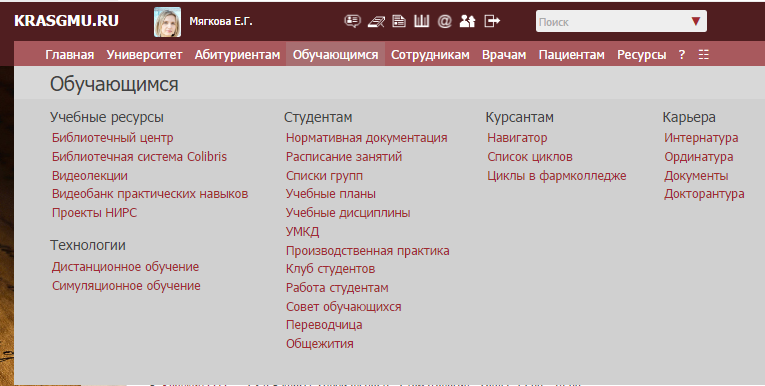 KRASGMU.RU
Мягкова Е.Г.
Поиск
Главная Университет Абитуриентам Обучающимся Сотрудникам Врачам Пациентам Ресурсы ?
Обучающимся
Учебные ресурсы
Библиотечный центр
Библиотечная система Colibris
Видеолекции
Видеобанк практических навыков
Проекты НИРС
Технологии
Дистанционное обучение
Симуляционное обучение
Студентам
Нормативная документация
Расписание занятий
Списки групп
Учебные планы
Учебные дисциплины
УМКД
Производственная практика
Клуб студентов
Работа студентам
Совет обучающихся
Переводчица
Общежития
Курсантам
Навигатор
Список циклов
Циклы в фармколледже
Карьера
Интернатура
Ординатура
Документы
Докторантура